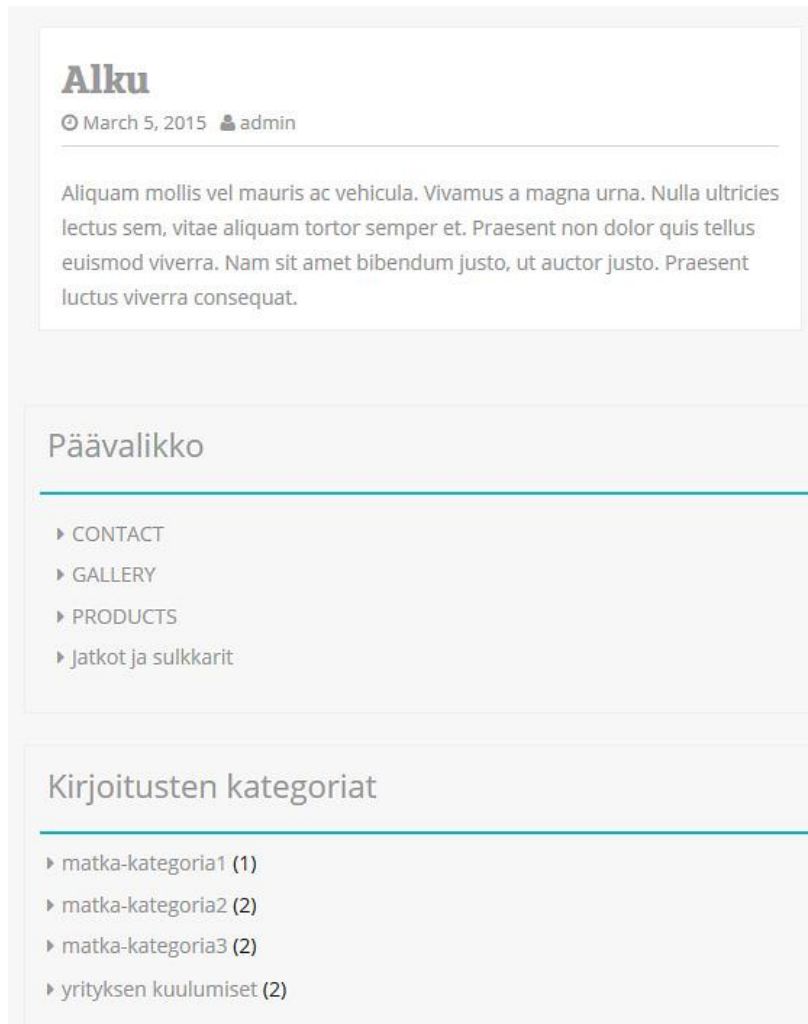 Alku
March 5, 2015 admin
Aliquam mollis vel mauris ac vehicula. Vivamus a magna urna. Nulla ultricies
lectus sem, vitae aliquam tortor semper et. Praesent non dolor quis tellus
euismod viverra. Nam sit amet bibendum justo, ut auctor justo. Praesent
luctus viverra consequat.
Päävalikko
CONTACT
GALLERY
PRODUCTS
Jatkot ja sulkkarit
Kirjoitusten kategoriat
matka-kategoria1 (1)
matka-kategoria2 (2)
matka-kategoria3 (2)
yrityksen kuulumiset (2)